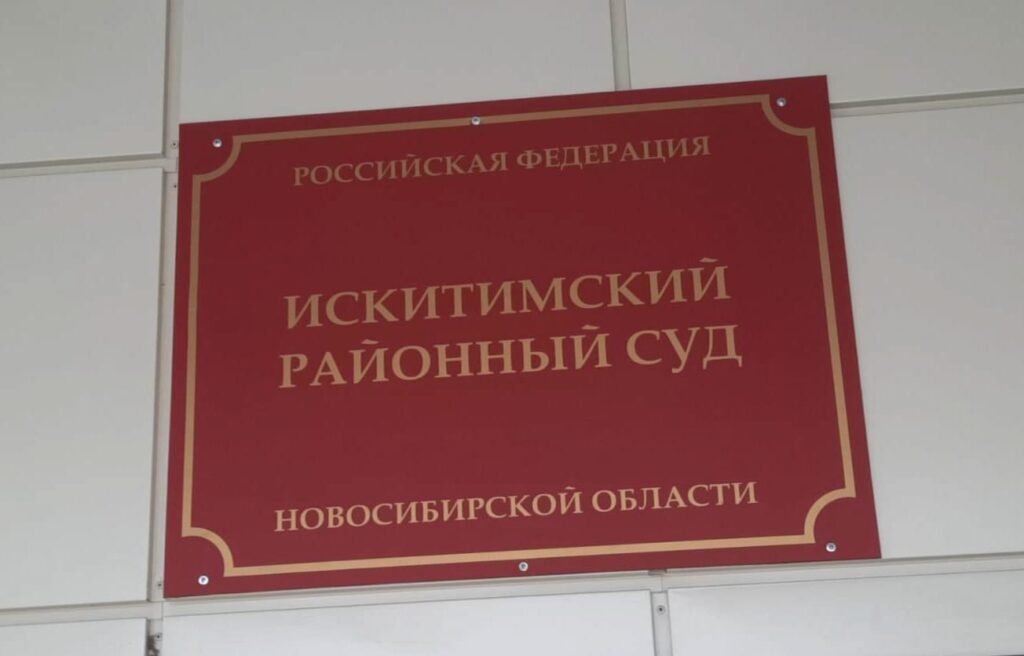 РОССИЙСКАЯ ФЕДЕРАЦИЯ
ИСКИТИМСКИЙ
РАЙОННЫЙ СУД
НОВОСИБИРСКОЙ ОБЛАСТИ